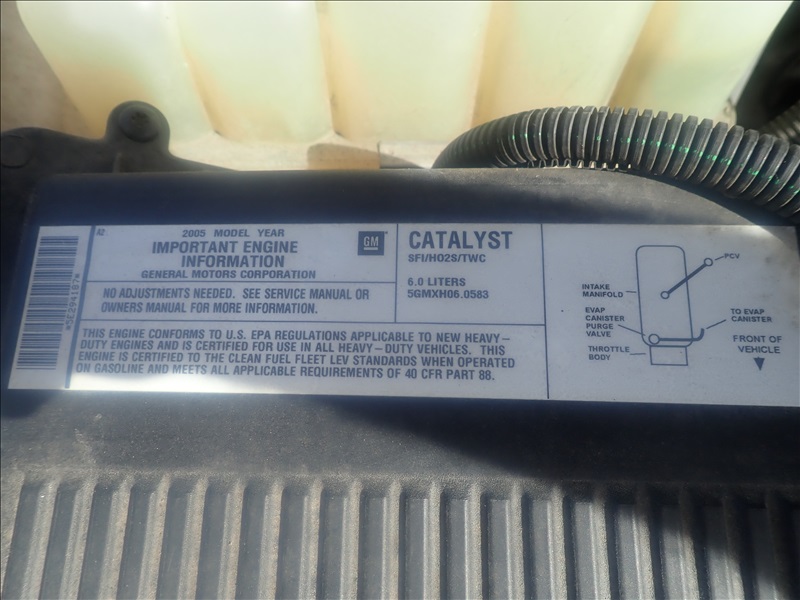 *5E294187*
A2
2005 MODEL YEAR
IMPORTANT ENGINE
INFORMATION
GENERAL MOTORS CORPORATION
GM
NO ADJUSTMENTS NEEDED. SEE SERVICE MANUAL OR
OWNERS MANUAL FOR MORE INFORMATION.
CATALYST
SFI/HO2S/TWC
6.0 LITERS
5GMXH06.0583
THIS ENGINE CONFORMS TO U.S. EPA REGULATIONS APPLICABLE TO NEW HEAVY-
DUTY ENGINES AND IS CERTIFIED FOR USE IN ALL HEAVY-DUTY VEHICLES. THIS
ENGINE IS CERTIFIED TO THE CLEAN FUEL FLEET LEV STANDARDS WHEN OPERATED
ON GASOLINE AND MEETS ALL APPLICABLE REQUIREMENTS OF 40 CFR PART 88.
PCV
INTAKE
MANIFOLD
EVAP
CANISTER
PURGE
VALVE
THROTTLE
BODY
TO EVAP
CANISTER
FRONT OF
VEHICLE